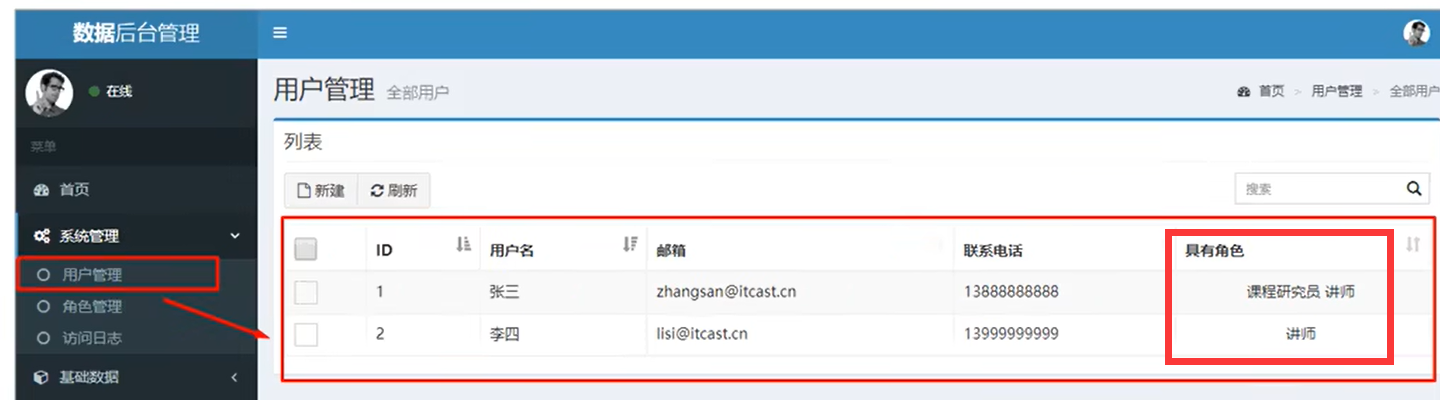 数据后台管理
在线
菜单
首页
系统管理
用户管理
角色管理
访问日志
基础数据
用户管理 全部用户
首页 > 用户管理 > 全部用户
列表
新建 刷新
搜索
ID 用户名 邮箱 联系电话 具有角色
1 张三 zhangsan@itcast.cn 13888888888 课程研究员 讲师
2 李四 lisi@itcast.cn 13999999999 讲师